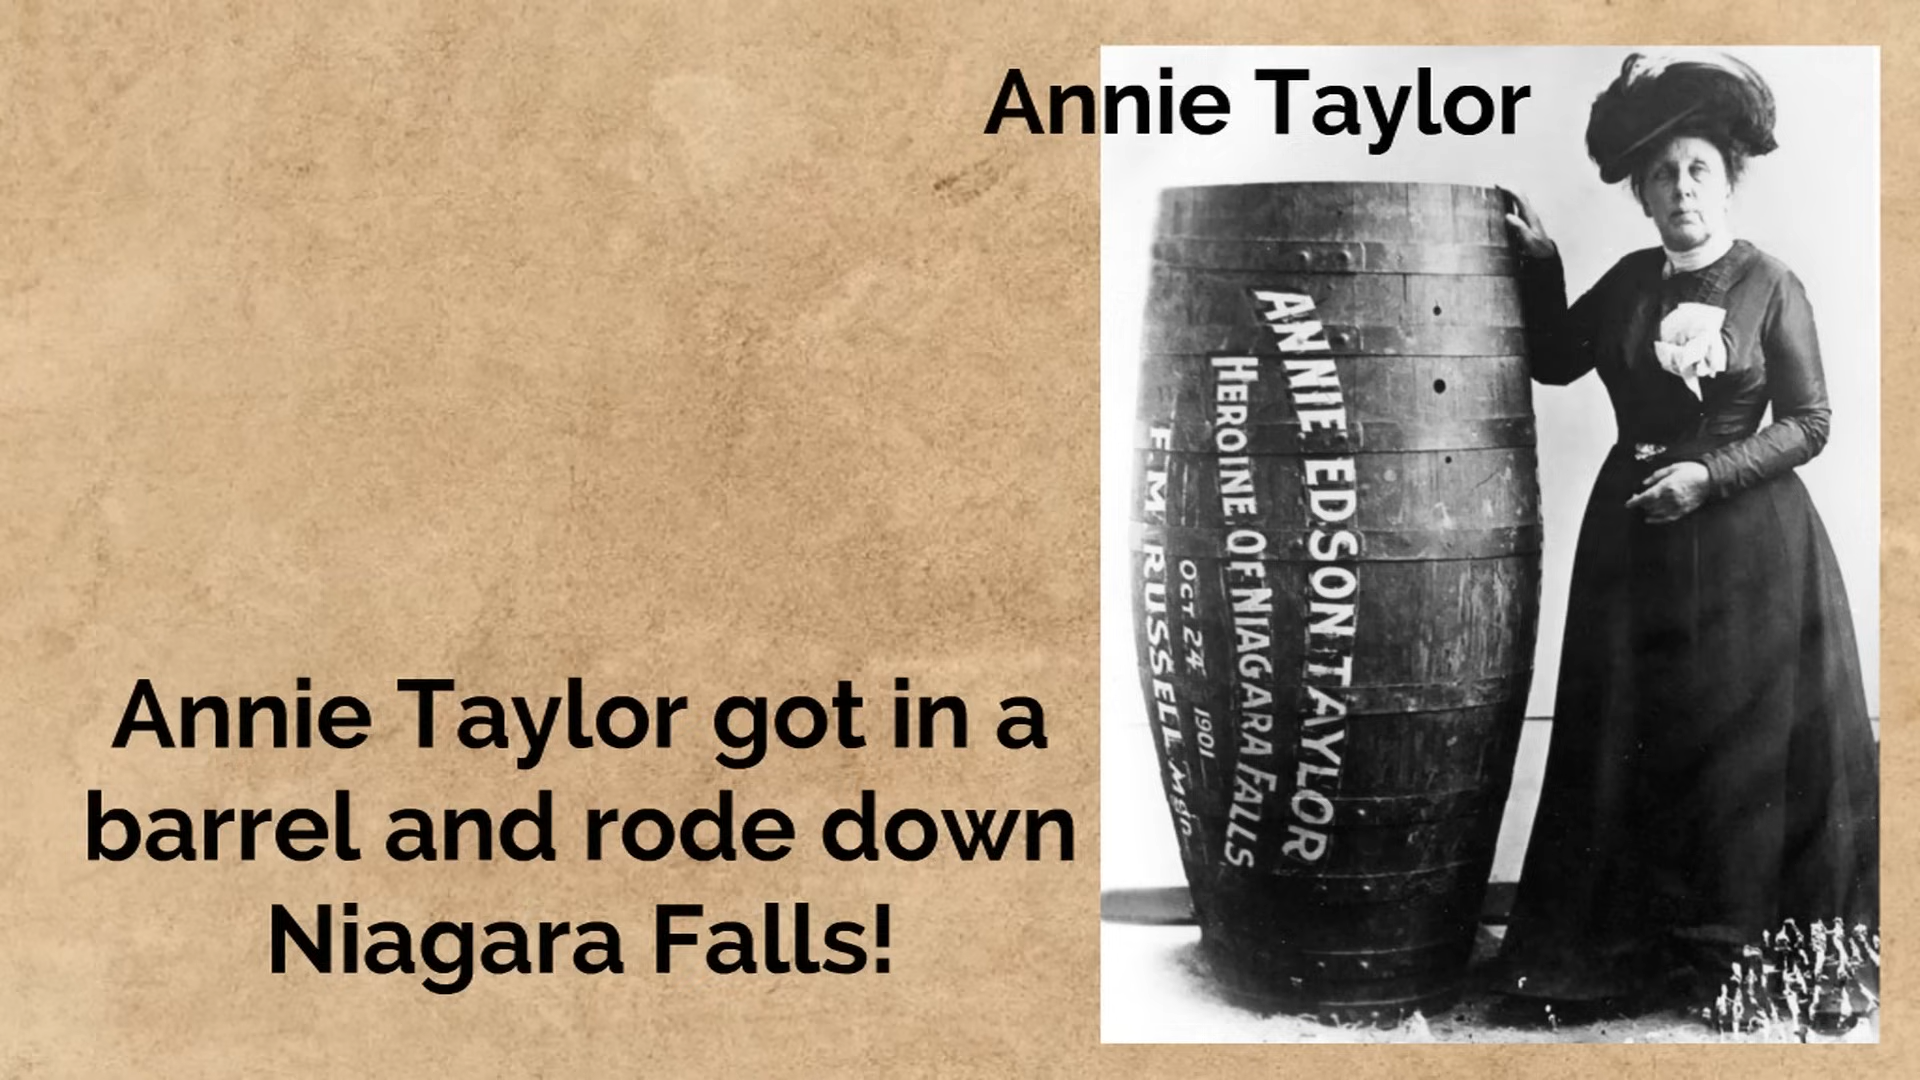 Annie Taylor
ANNIE EDSON TAYLOR
HEROINE OF NIAGARA FALLS
OCT 24 1901
F. M. RUSSELL MGR.
Annie Taylor got in a
barrel and rode down
Niagara Falls!